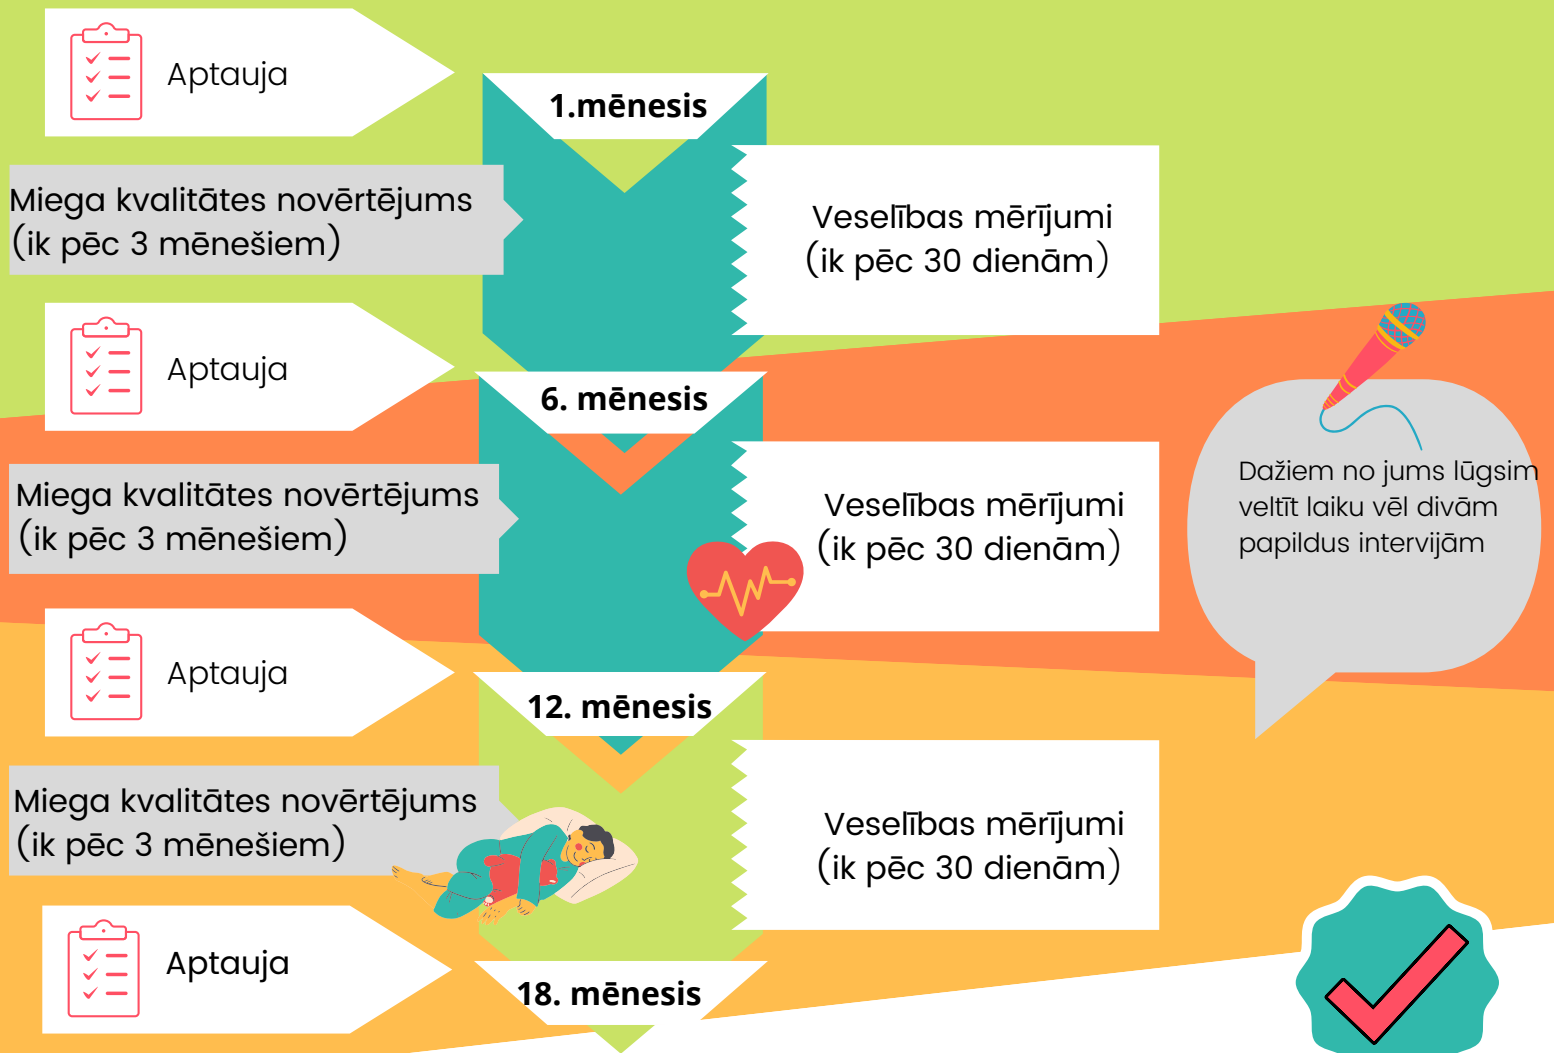 Aptauja
1.mēnesis
Miega kvalitātes novērtējums
(ik pēc 3 mēnešiem)
Veselības mērījumi
(ik pēc 30 dienām)
Aptauja
6. mēnesis
Miega kvalitātes novērtējums
(ik pēc 3 mēnešiem)
Veselības mērījumi
(ik pēc 30 dienām)
Dažiem no jums lūgsim
veltīt laiku vēl divām
papildus intervijām
Aptauja
12. mēnesis
Miega kvalitātes novērtējums
(ik pēc 3 mēnešiem)
Veselības mērījumi
(ik pēc 30 dienām)
Aptauja
18. mēnesis